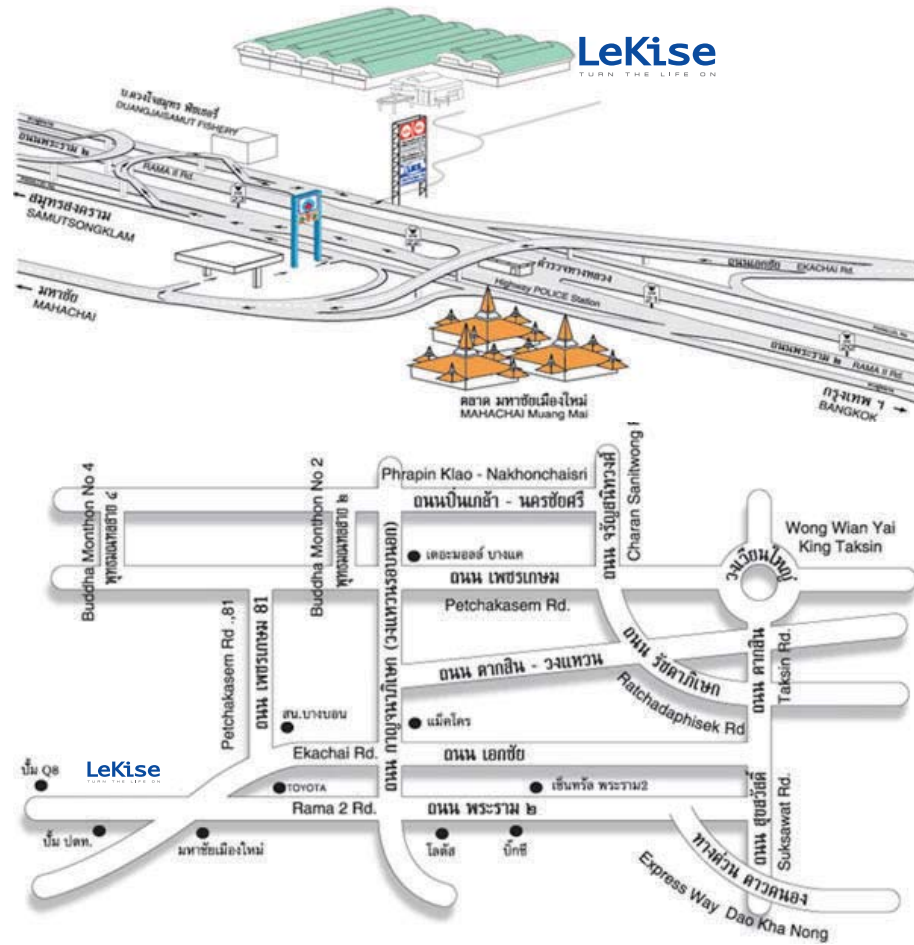 LeKise
TURN THE LIFE ON
บ.ดวงใจสมุทร ฟิชเชอรี่
DUANGJAISAMUT FISHERY
ถนนพระราม ๒
RAMA II Rd.
สมุทรสงคราม
SAMUTSONGKLAM
มหาชัย
MAHACHAI
ถนนเอกชัย EKACHAI Rd.
ตำรวจทางหลวง
Highway POLICE Station
21
ถนนพระราม ๒ RAMA II Rd.
กรุงเทพ ฯ
BANGKOK
ตลาด มหาชัยเมืองใหม่
MAHACHAI Muang Mai
Buddha Monthon No 4
พุทธมณฑลสาย ๔
Buddha Monthon No 2
พุทธมณฑลสาย ๒
Phrapin Klao - Nakhonchaisri
ถนนปิ่นเกล้า - นครชัยศรี
ถนน จรัญสนิทวงศ์
Charan Sanitwong
เดอะมอลล์ บางแค
ถนน เพชรเกษม
Petchakasem Rd.
Wong Wian Yai
King Taksin
วงเวียนใหญ่
Petchakasem Rd .,81
ถนน เพชรเกษม 81
ถนน กาญจนาภิเษก (วงแหวนรอบนอก)
ถนน ตากสิน - วงแหวน
ถนน รัชดาภิเษก
Ratchadaphisek Rd
ถนน ตากสิน
Taksin Rd.
สน.บางบอน
แม็คโคร
Ekachai Rd.
ถนน เอกชัย
ปั้ม Q8
LeKise
TURN THE LIFE ON
TOYOTA
เซ็นทรัล พระราม2
Rama 2 Rd.
ถนน พระราม ๒
ปั้ม ปตท.
มหาชัยเมืองใหม่
โลตัส
บิ๊กซี
ถนน สุขสวัสดิ์
Suksawat Rd.
ทางด่วน ดาวคนอง
Express Way Dao Kha Nong